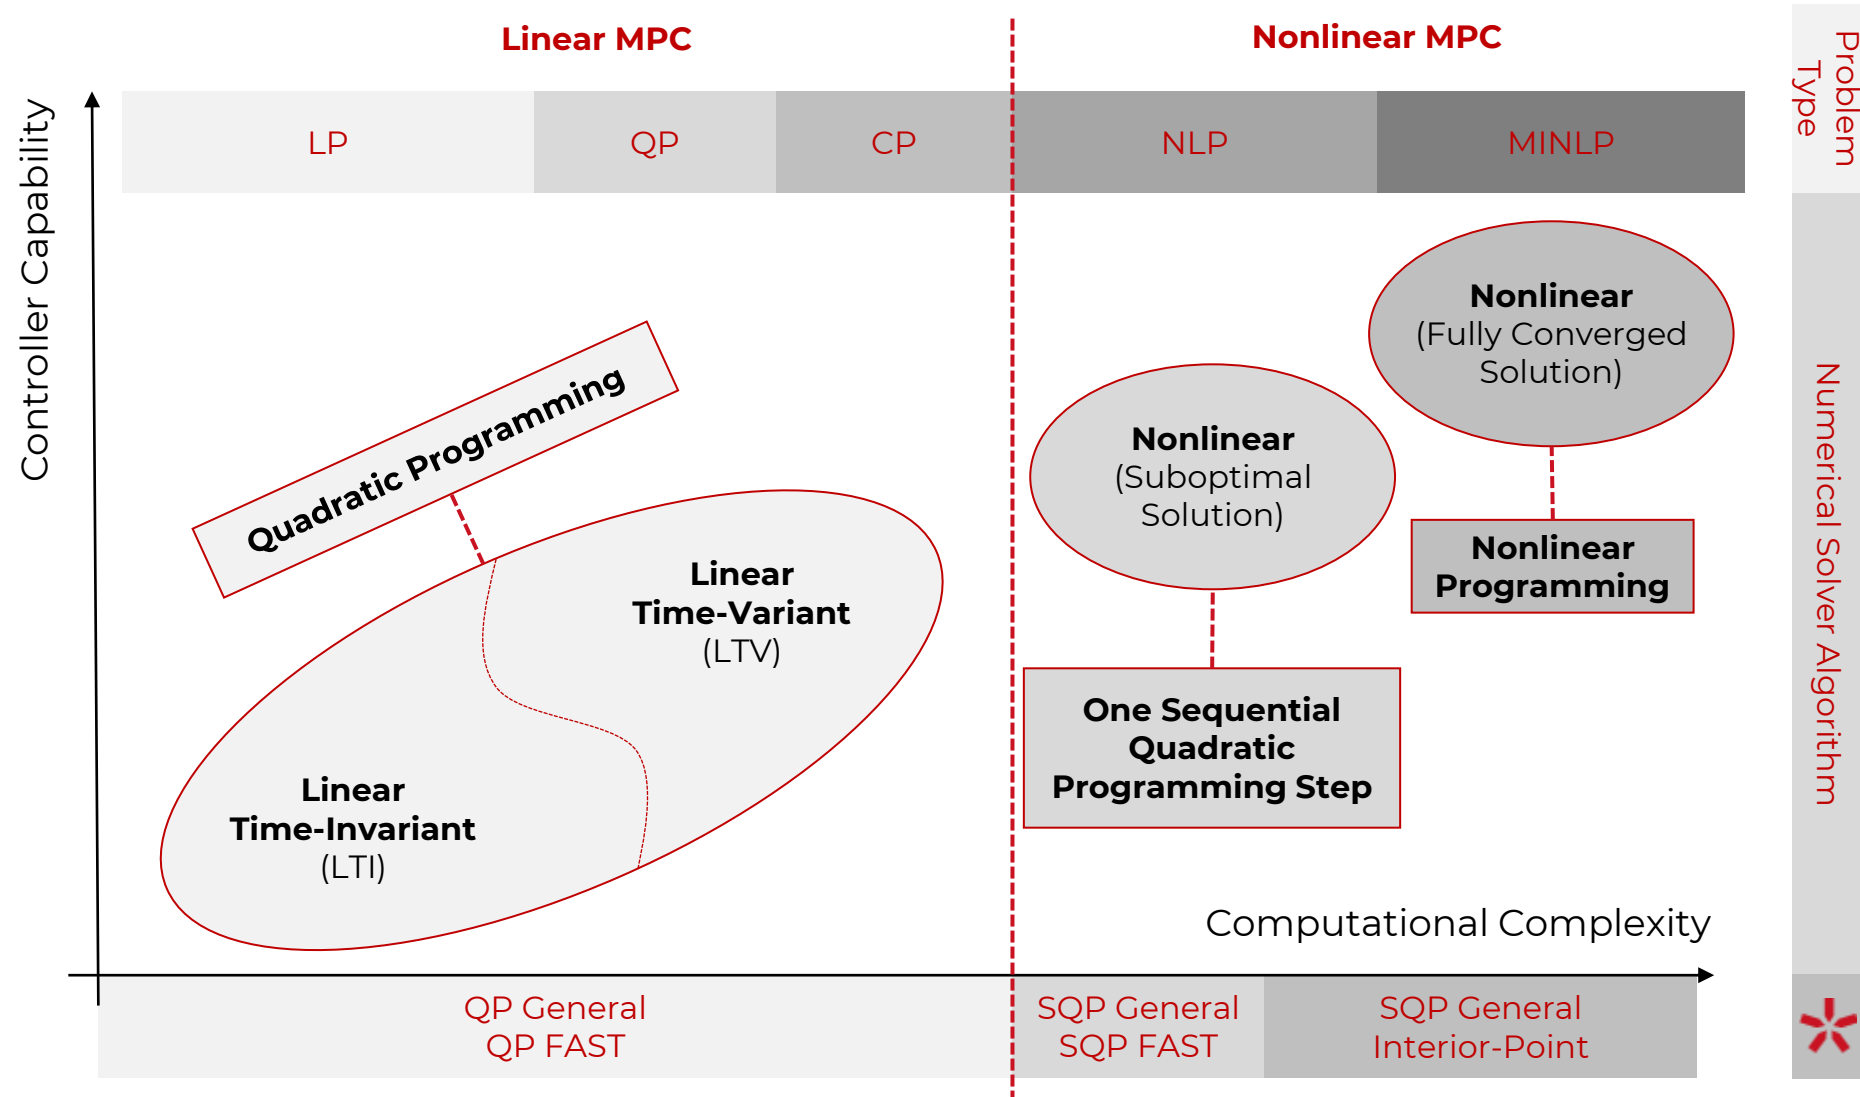 Linear MPC
Nonlinear MPC
Problem
Type
LP
QP
CP
NLP
MINLP
Controller Capability
Quadratic Programming
Linear
Time-Variant
(LTV)
Linear
Time-Invariant
(LTI)
Nonlinear
(Suboptimal
Solution)
One Sequential
Quadratic
Programming Step
Nonlinear
(Fully Converged
Solution)
Nonlinear
Programming
Numerical Solver Algorithm
Computational Complexity
QP General
QP FAST
SQP General
SQP FAST
SQP General
Interior-Point